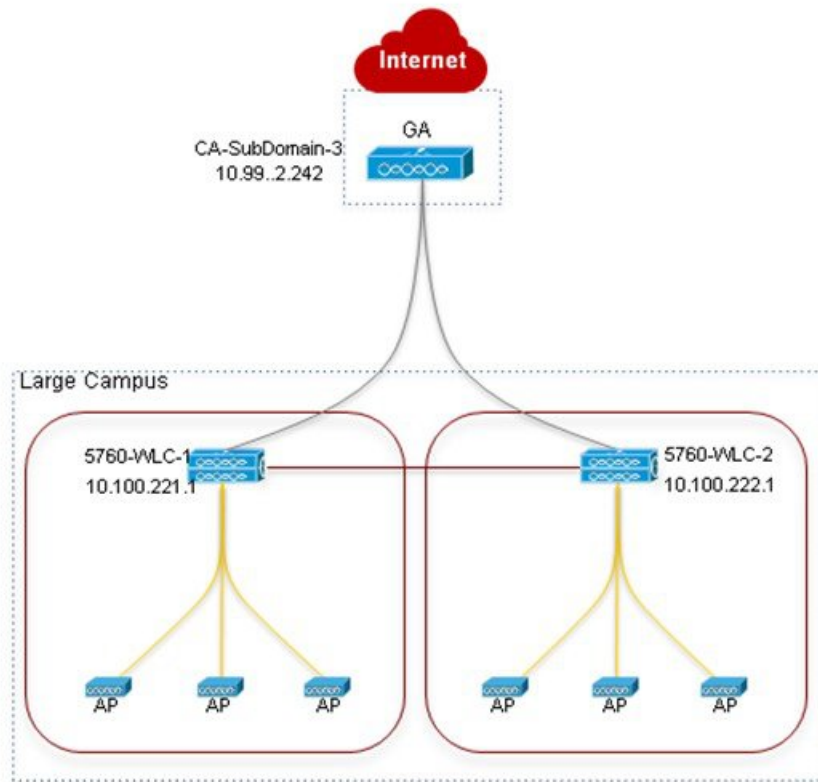 Internet
GA
CA-SubDomain-3
10.99..2.242
Large Campus
5760-WLC-1
10.100.221.1
5760-WLC-2
10.100.222.1
AP
AP
AP
AP
AP
AP